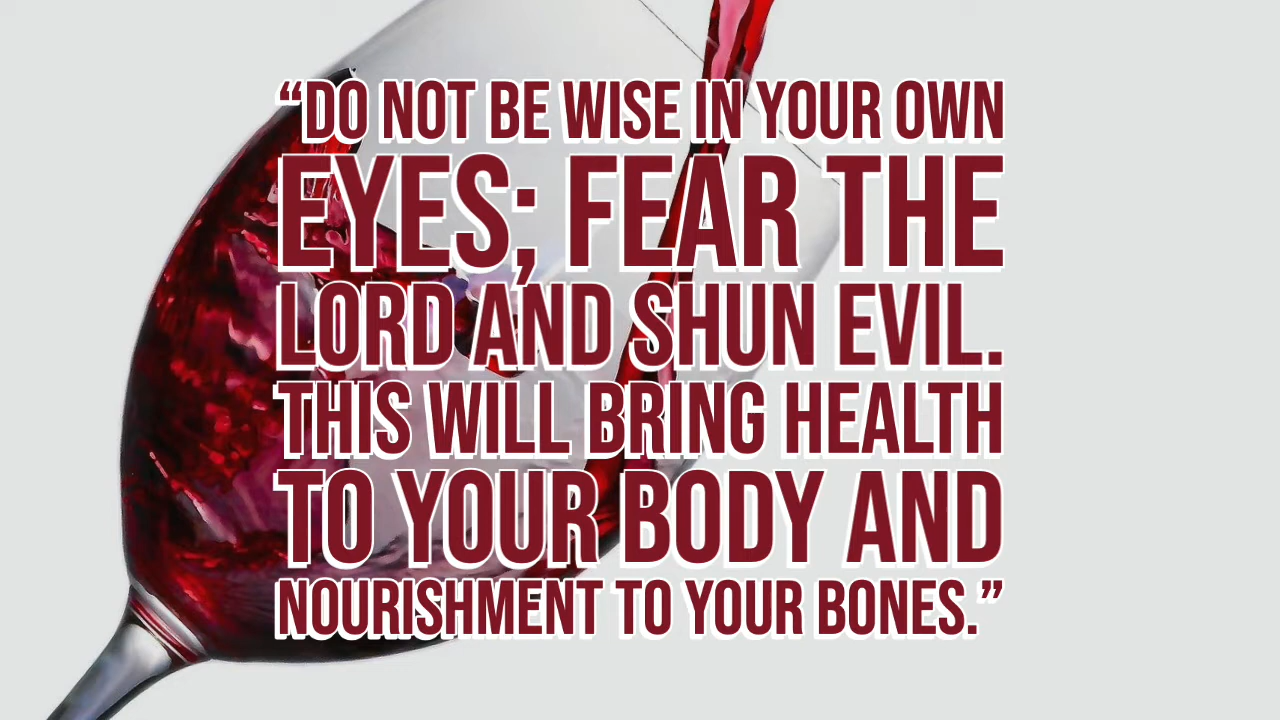 “DO NOT BE WISE IN YOUR OWN
EYES; FEAR THE
LORD AND SHUN EVIL.
THIS WILL BRING HEALTH
TO YOUR BODY AND
NOURISHMENT TO YOUR BONES.”